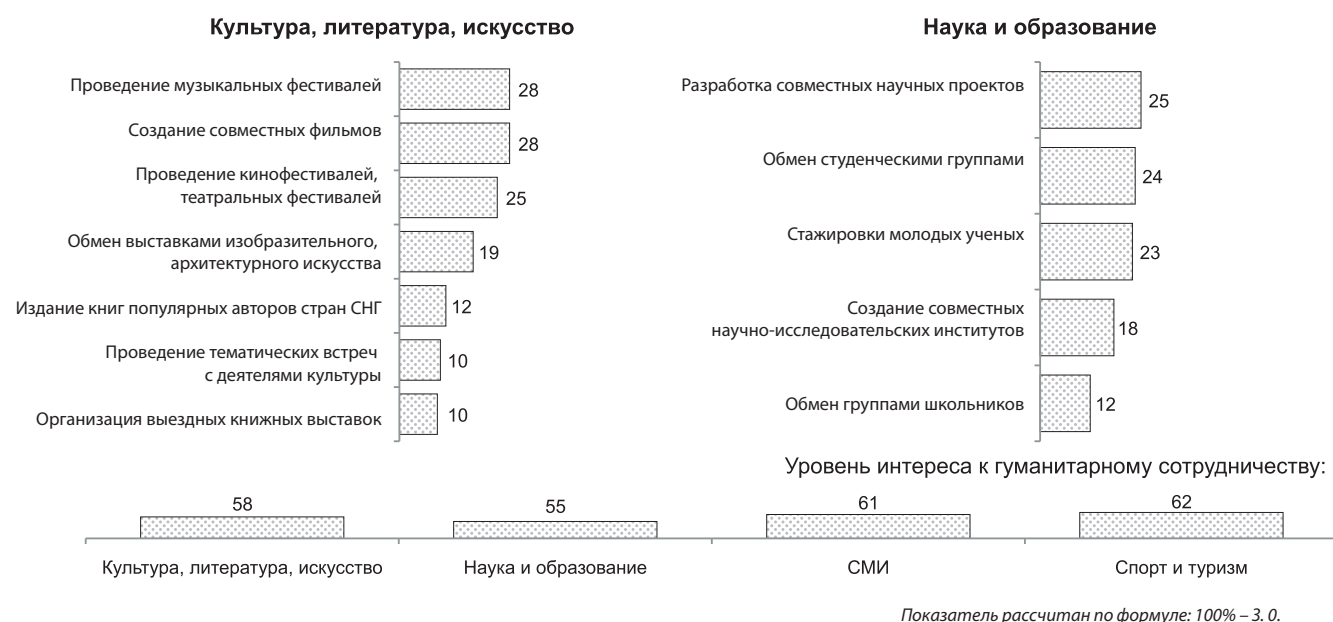 Культура, литература, искусство
Проведение музыкальных фестивалей
28
Создание совместных фильмов
28
Проведение кинофестивалей,
театральных фестивалей
25
Обмен выставками изобразительного,
архитектурного искусства
19
Издание книг популярных авторов стран СНГ
12
Проведение тематических встреч
с деятелями культуры
10
Организация выездных книжных выставок
10
Наука и образование
Разработка совместных научных проектов
25
Обмен студенческими группами
24
Стажировки молодых ученых
23
Создание совместных
научно-исследовательских институтов
18
Обмен группами школьников
12
Уровень интереса к гуманитарному сотрудничеству:
58
55
61
62
Культура, литература, искусство
Наука и образование
СМИ
Спорт и туризм
Показатель рассчитан по формуле: 100% – З. О.